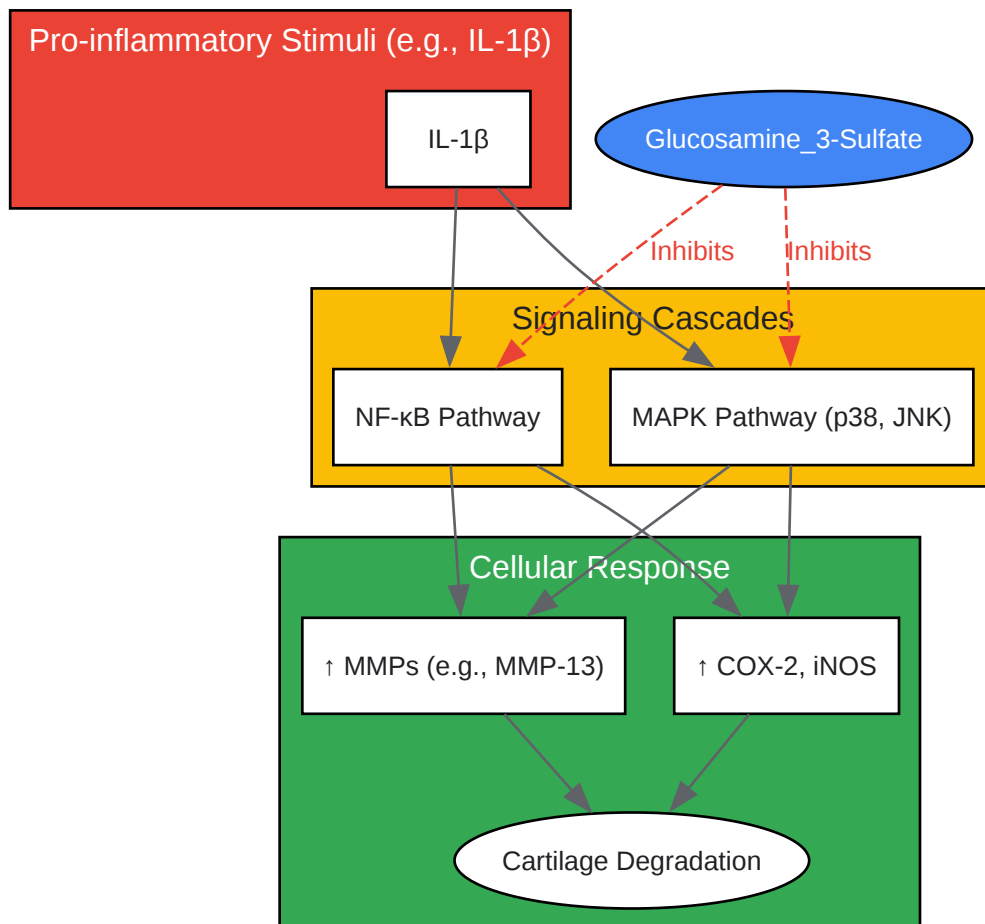 Pro-inflammatory Stimuli (e.g., IL-1β)
IL-1β
Glucosamine_3-Sulfate
Inhibits
Inhibits
Signaling Cascades
NF-κB Pathway
MAPK Pathway (p38, JNK)
Cellular Response
↑ MMPs (e.g., MMP-13)
↑ COX-2, iNOS
Cartilage Degradation